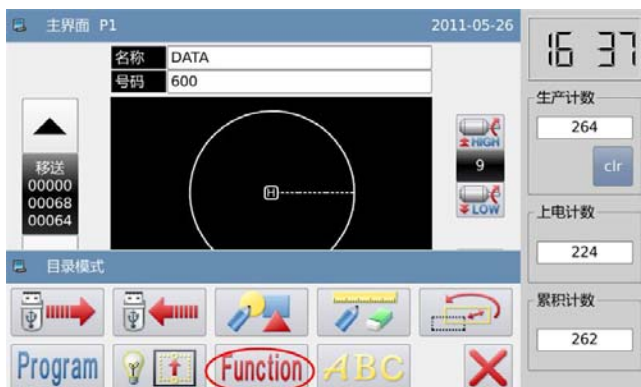 主界面 P1
2011-05-26
16 37
名称 DATA
号码 600
移送
00000
00068
00064
H
HIGH
9
LOW
生产计数
264
clr
上电计数
224
累积计数
262
目录模式
Program
Function
ABC